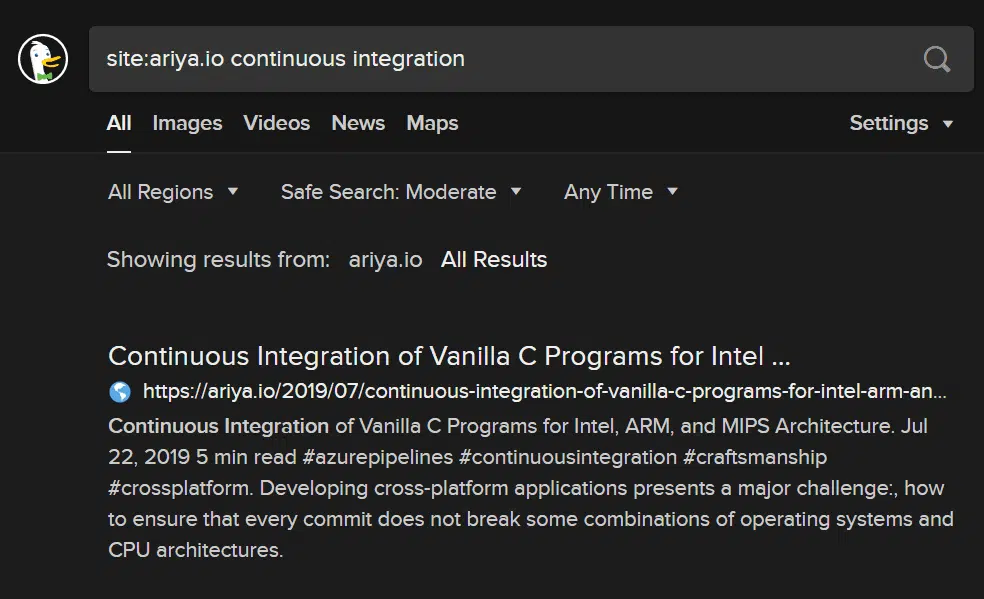 site:ariya.io continuous integration
All Images Videos News Maps Settings
All Regions Safe Search: Moderate Any Time
Showing results from: ariya.io All Results
Continuous Integration of Vanilla C Programs for Intel ...
https://ariya.io/2019/07/continuous-integration-of-vanilla-c-programs-for-intel-arm-an...
Continuous Integration of Vanilla C Programs for Intel, ARM, and MIPS Architecture. Jul
22, 2019 5 min read #azurepipelines #continuousintegration #craftsmanship
#crossplatform. Developing cross-platform applications presents a major challenge:, how
to ensure that every commit does not break some combinations of operating systems and
CPU architectures.